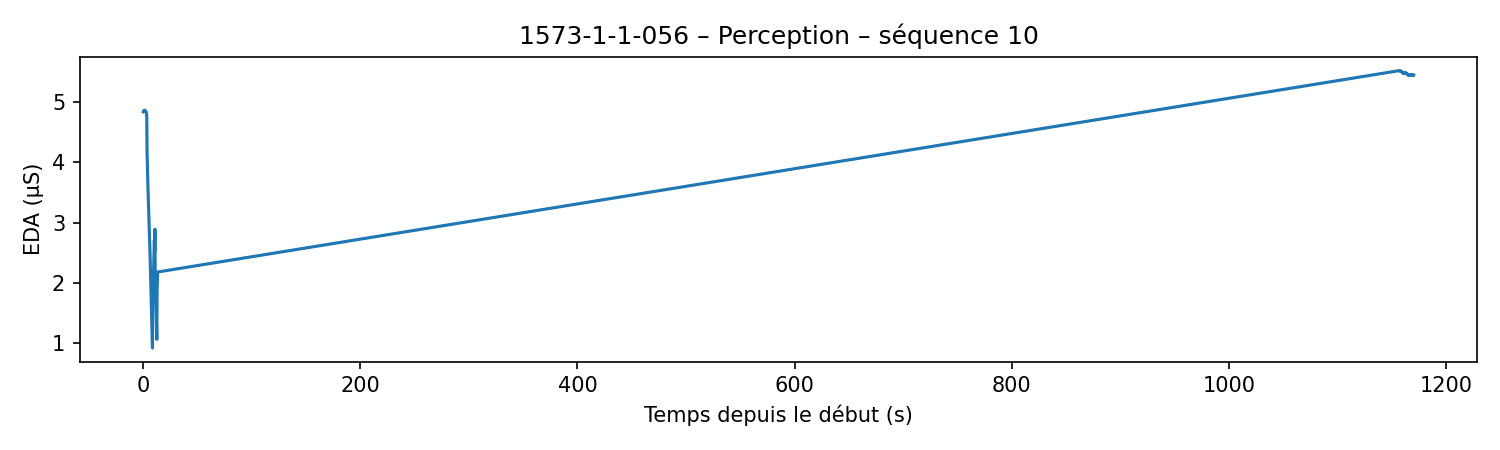 1573-1-1-056 – Perception – séquence 10
EDA (µS)
5
4
3
2
1
0 200 400 600 800 1000 1200
Temps depuis le début (s)